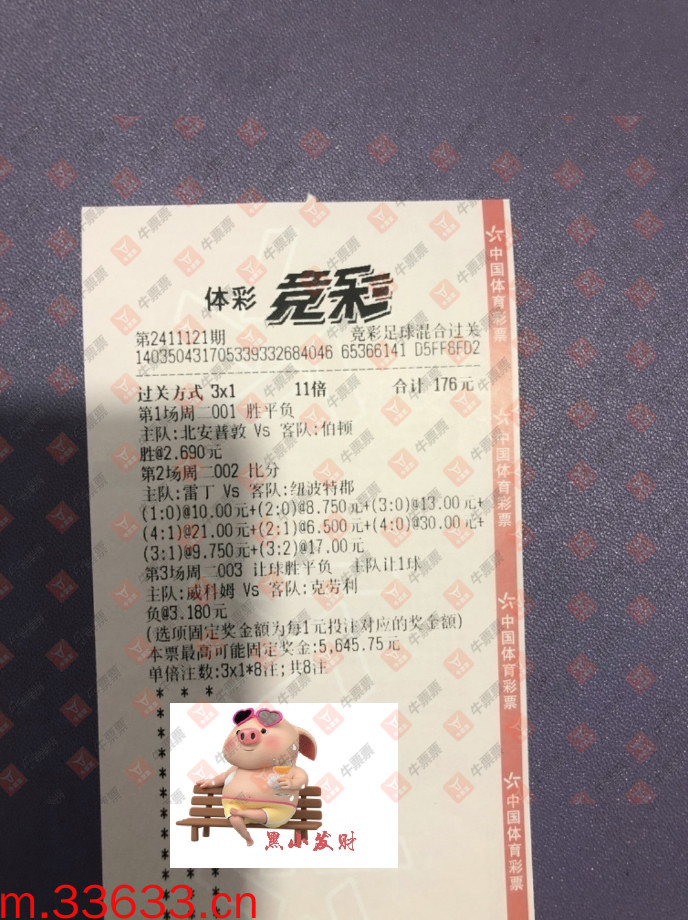 体彩 竞彩
第2411121期 竞彩足球混合过关
140350431705339332684046 65366141 D5FF8FD2
过关方式 3x1 11倍 合计 176元
第1场周二001 胜平负
主队:北安普敦 Vs 客队:伯顿
胜@2.690元
第2场周二002 比分
主队:雷丁 Vs 客队:纽波特郡
(1:0)@10.00元+(2:0)@8.750元+(3:0)@13.00元+
(4:1)@21.00元+(2:1)@6.500元+(4:0)@30.00元+
(3:1)@9.750元+(3:2)@17.00元
第3场周二003 让球胜平负 主队让1球
主队:威科姆 Vs 客队:克劳利
负@3.180元
(选项固定奖金额为每1元投注对应的奖金额)
本票最高可能固定奖金:5,645.75元
单倍注数:3x1*8注;共8注
中国体育彩票
中国体育彩票
中国体育彩票
中国体育彩票
黑小发财
牛票票
m.33633.cn